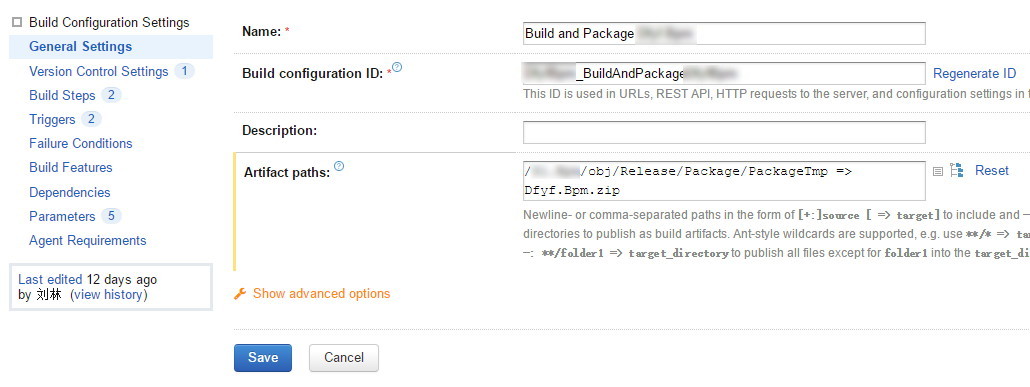 Build Configuration Settings
General Settings
Version Control Settings 1
Build Steps 2
Triggers 2
Failure Conditions
Build Features
Dependencies
Parameters 5
Agent Requirements
Last edited 12 days ago
by 刘林 (view history)
Name: *
Build and Package
Build configuration ID: * ?
_BuildAndPackage
Regenerate ID
This ID is used in URLs, REST API, HTTP requests to the server, and configuration settings in t
Description:
Artifact paths: ?
/ /obj/Release/Package/PackageTmp =>
Dfyf.Bpm.zip
Reset
Newline- or comma-separated paths in the form of [+:]source [ => target] to include and –
directories to publish as build artifacts. Ant-style wildcards are supported, e.g. use **/* => tar
–: **/folder1 => target_directory to publish all files except for folder1 into the target_di
Show advanced options
Save
Cancel